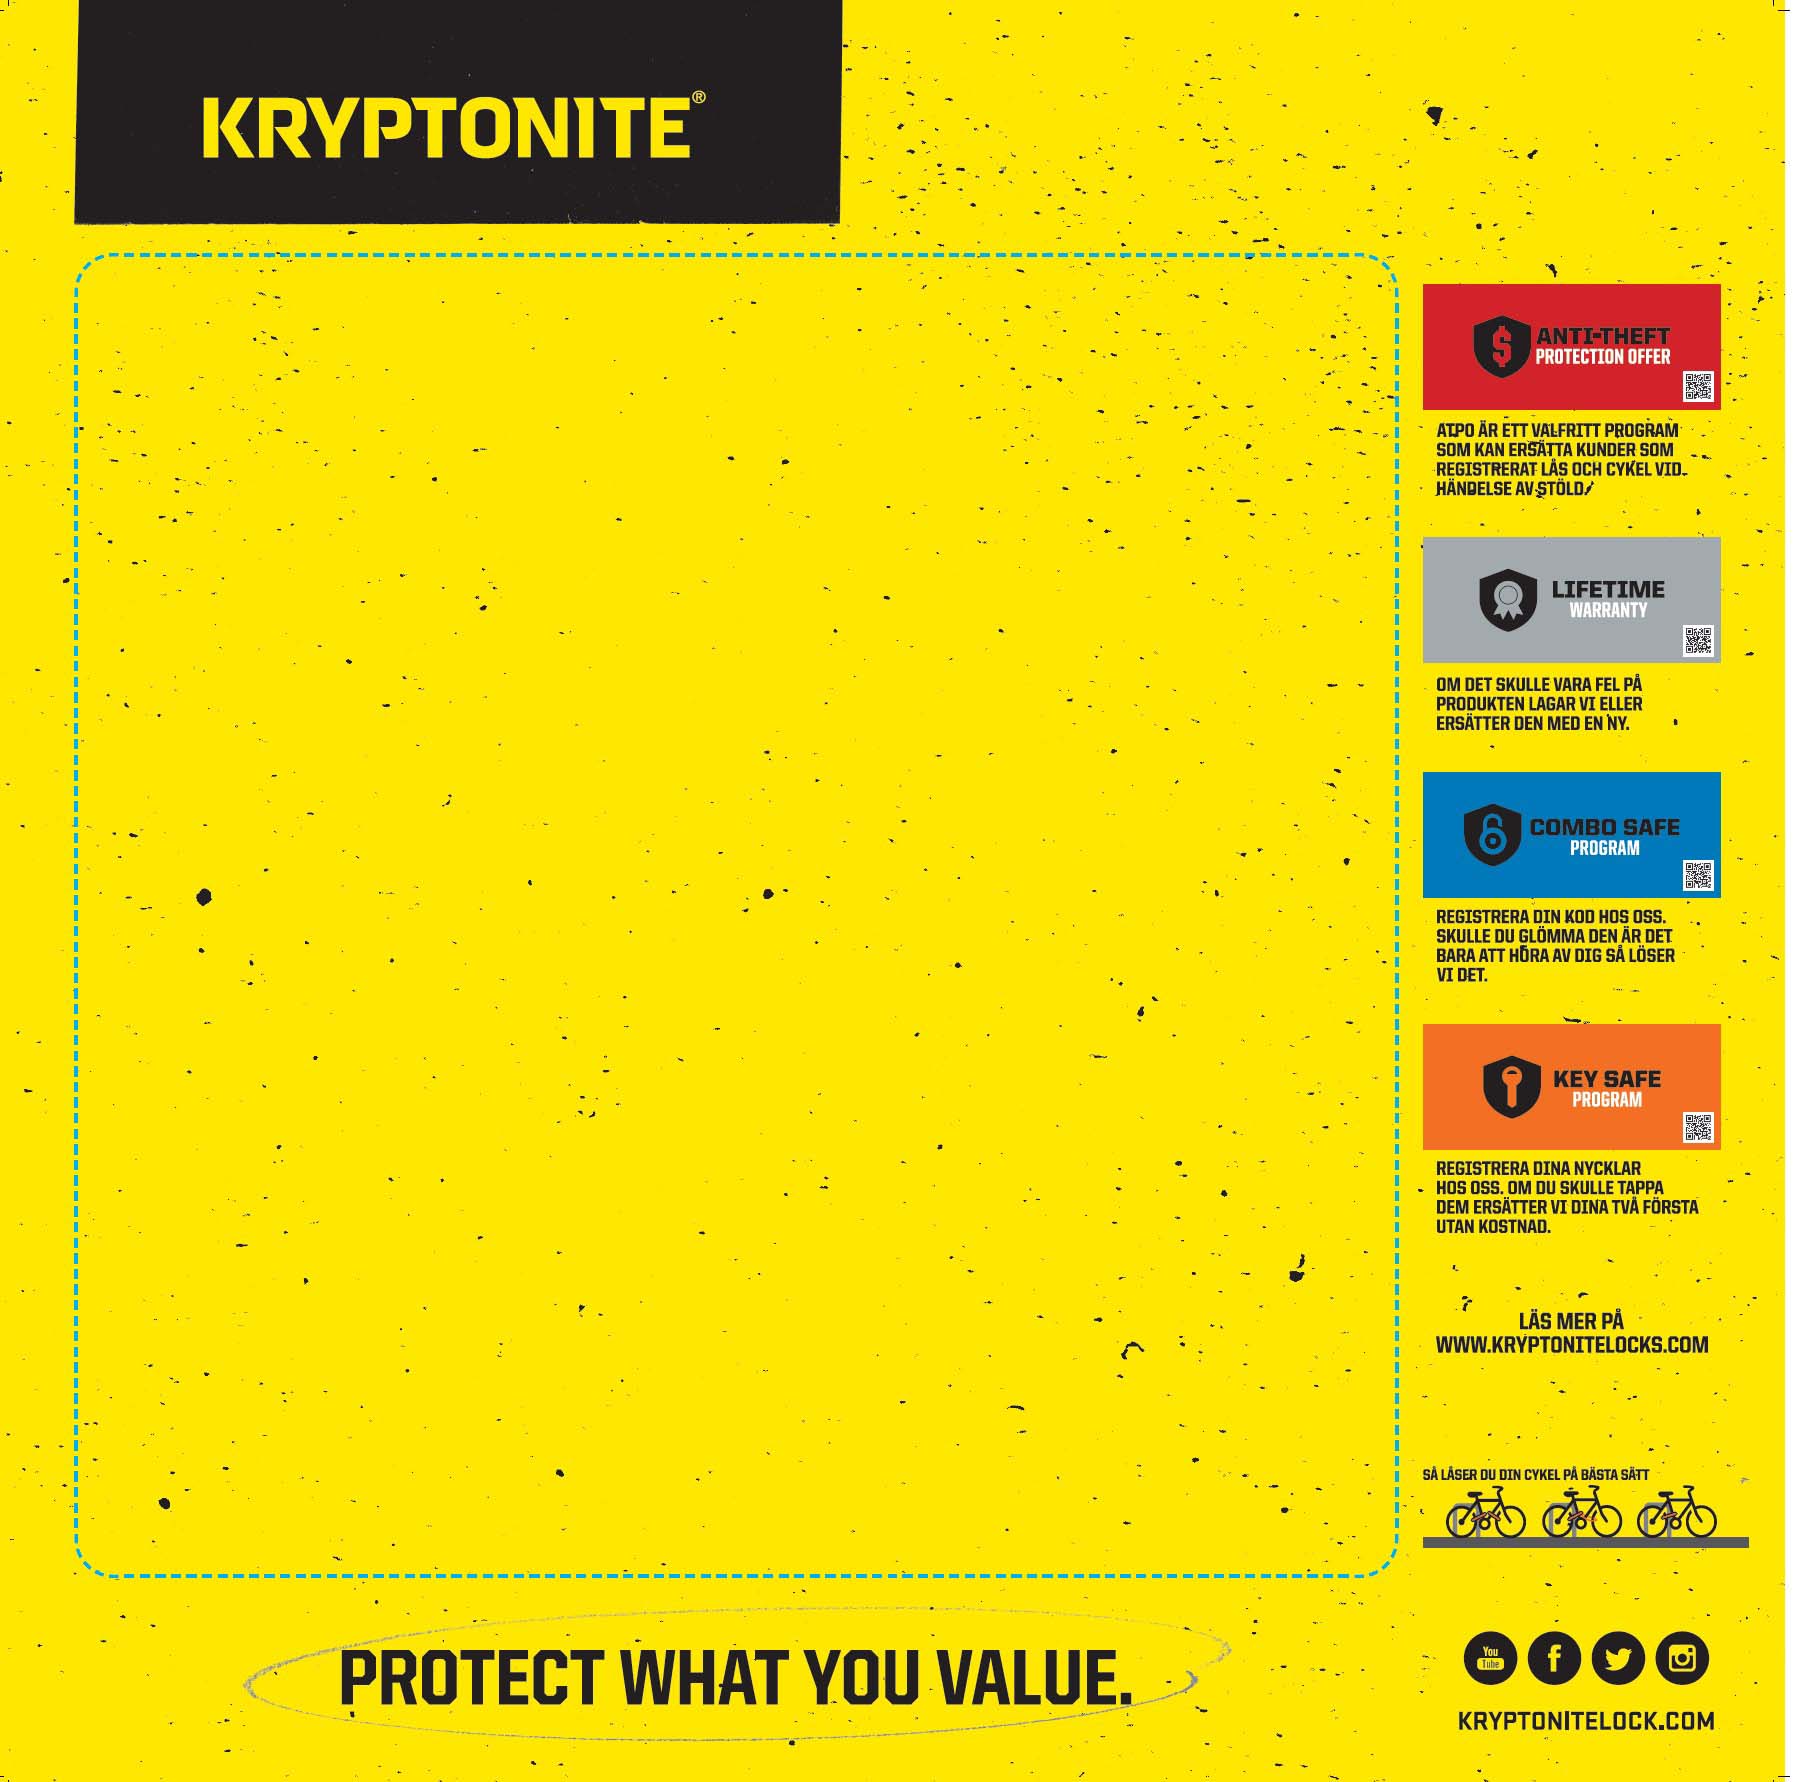 KRYPTONITE®
ANTI-THEFT
PROTECTION OFFER
ATPO ÄR ETT VALFRITT PROGRAM
SOM KAN ERSÄTTA KUNDER SOM
REGISTRERAT LÅS OCH CYKEL VID
HÄNDELSE AV STÖLD.
LIFETIME
WARRANTY
OM DET SKULLE VARA FEL PÅ
PRODUKTEN LAGAR VI ELLER
ERSÄTTER DEN MED EN NY.
COMBO SAFE
PROGRAM
REGISTRERA DIN KOD HOS OSS.
SKULLE DU GLÖMMA DEN ÄR DET
BARA ATT HÖRA AV DIG SÅ LÖSER
VI DET.
KEY SAFE
PROGRAM
REGISTRERA DINA NYCKLAR
HOS OSS. OM DU SKULLE TAPPA
DEM ERSÄTTER VI DINA TVÅ FÖRSTA
UTAN KOSTNAD.
LÄS MER PÅ
WWW.KRYPTONITELOCKS.COM
SÅ LÅSER DU DIN CYKEL PÅ BÄSTA SÄTT
PROTECT WHAT YOU VALUE.
You
Tube
KRYPTONITELOCK.COM